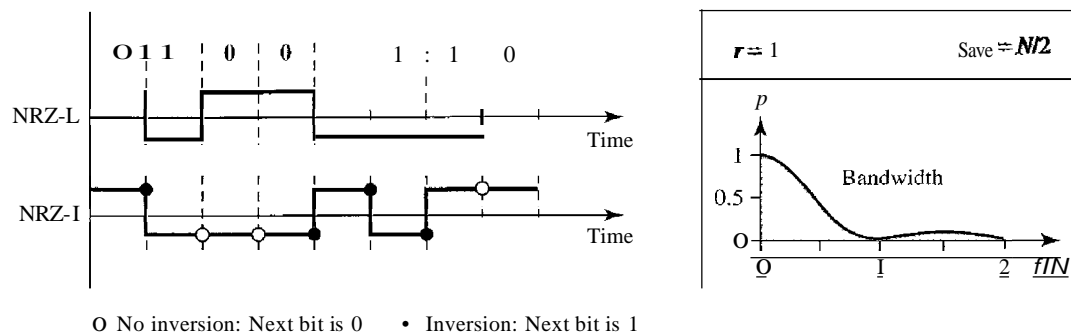 O 1 1 0 0 1 : 1 0
NRZ-L
Time
NRZ-I
Time
O No inversion: Next bit is 0 • Inversion: Next bit is 1
r = 1 Save = N/2
p
1
Bandwidth
0.5
O
O 1 2 f/N